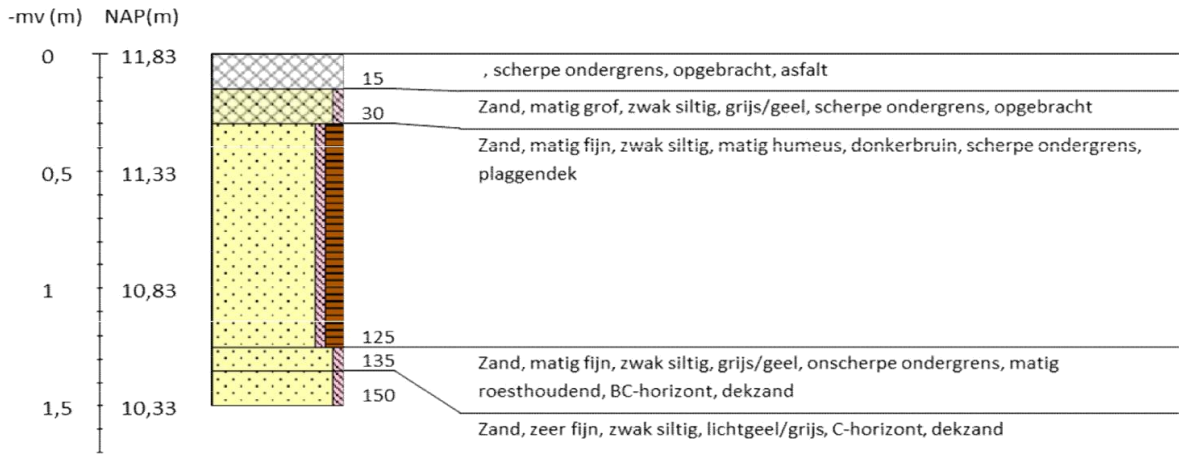 -mv (m) NAP(m)
0 11,83
, scherpe ondergrens, opgebracht, asfalt
15
Zand, matig grof, zwak siltig, grijs/geel, scherpe ondergrens, opgebracht
30
Zand, matig fijn, zwak siltig, matig humeus, donkerbruin, scherpe ondergrens,
plaggendek
0,5 11,33
1 10,83
125
135
Zand, matig fijn, zwak siltig, grijs/geel, onscherpe ondergrens, matig
roesthoudend, BC-horizont, dekzand
150
1,5 10,33
Zand, zeer fijn, zwak siltig, lichtgeel/grijs, C-horizont, dekzand